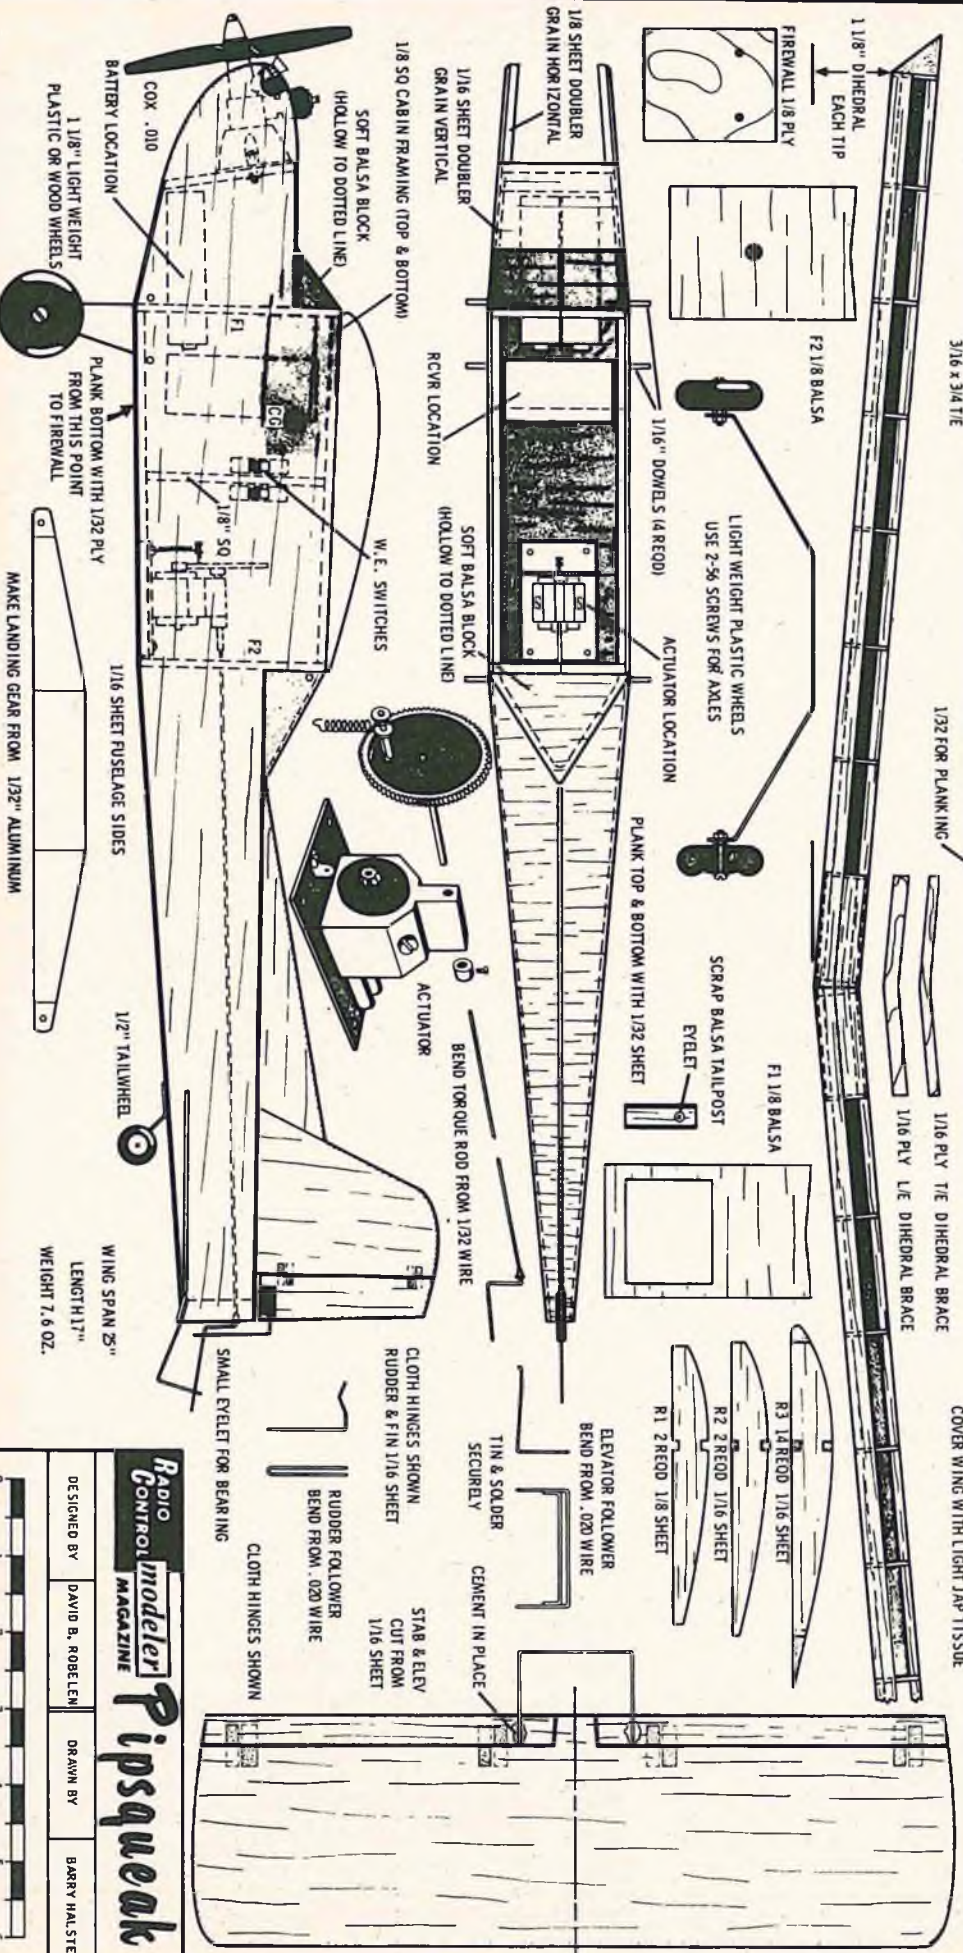 3/16 x 3/4 T/E
1/32 FOR PLANKING
COVER WING WITH LIGHT JAP TISSUE
1 1/8" DIHEDRAL
EACH TIP
FIREWALL 1/8 PLY
F2 1/8 BALSA
1/16 PLY T/E DIHEDRAL BRACE
1/16 PLY L/E DIHEDRAL BRACE
F1 1/8 BALSA
R3 14 REQD 1/16 SHEET
R2 2 REQD 1/16 SHEET
R1 2 REQD 1/8 SHEET
LIGHT WEIGHT PLASTIC WHEELS
USE 2-56 SCREWS FOR AXLES
SCRAP BALSA TAILPOST
EYELET
1/8 SHEET DOUBLER
GRAIN HORIZONTAL
1/16 SHEET DOUBLER
GRAIN VERTICAL
1/16" DOWELS (4 REQD)
RCVR LOCATION
ACTUATOR LOCATION
SOFT BALSA BLOCK
(HOLLOW TO DOTTED LINE)
PLANK TOP & BOTTOM WITH 1/32 SHEET
ELEVATOR FOLLOWER
BEND FROM .020 WIRE
TIN & SOLDER
SECURELY
CEMENT IN PLACE
1/8 SQ CABIN FRAMING (TOP & BOTTOM)
SOFT BALSA BLOCK
(HOLLOW TO DOTTED LINE)
COX .010
BATTERY LOCATION
1 1/8" LIGHT WEIGHT
PLASTIC OR WOOD WHEELS
F1
CG
1/8" SQ
F2
W.E. SWITCHES
PLANK BOTTOM WITH 1/32 PLY
FROM THIS POINT
TO FIREWALL
ACTUATOR
BEND TORQUE ROD FROM 1/32 WIRE
CLOTH HINGES SHOWN
RUDDER & FIN 1/16 SHEET
STAB & ELEV
CUT FROM
1/16 SHEET
RUDDER FOLLOWER
BEND FROM .020 WIRE
CLOTH HINGES SHOWN
SMALL EYELET FOR BEARING
1/16 SHEET FUSELAGE SIDES
1/2" TAILWHEEL
MAKE LANDING GEAR FROM 1/32" ALUMINUM
WING SPAN 25"
LENGTH 17"
WEIGHT 7.6 OZ.
RADIO
CONTROL modeler
MAGAZINE
Pipsqueak
DESIGNED BY DAVID B. ROBELEN DRAWN BY BARRY HALSTE